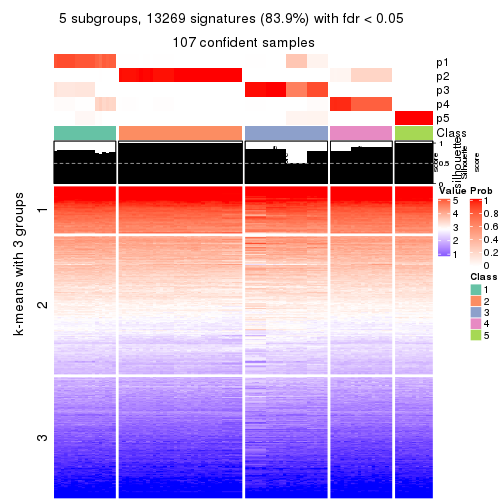 5 subgroups, 13269 signatures (83.9%) with fdr < 0.05
107 confident samples
p1
p2
p3
p4
p5
Class
1
0.5
0
silhouette
Silhouette
score
score
k-means with 3 groups
1
2
3
Value
5
4
3
2
1
Prob
1
0.8
0.6
0.4
0.2
0
Class
1
2
3
4
5